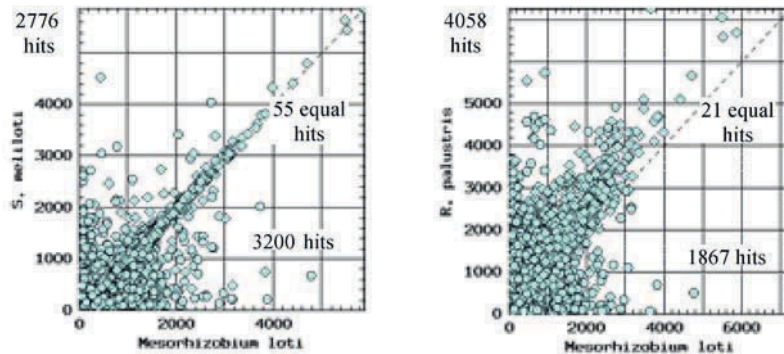 2776
hits
4000
3000
2000
1000
0
S. meliloti
55 equal
hits
3200 hits
0
2000
4000
Mesorhizobium loti
4058
hits
5000
4000
3000
2000
1000
0
R. palustris
21 equal
hits
1867 hits
0
2000
4000
6000
Mesorhizobium loti